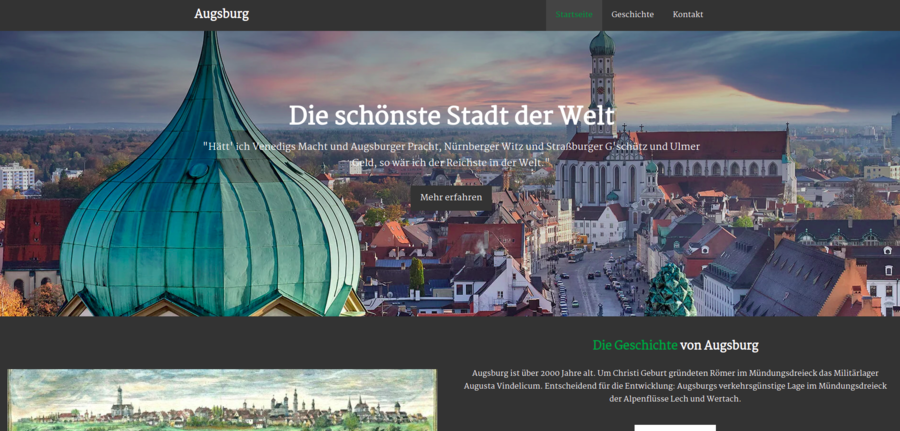 Augsburg
Startseite
Geschichte
Kontakt
Die schönste Stadt der Welt
"Hätt' ich Venedigs Macht und Augsburger Pracht, Nürnberger Witz und Straßburger G'schütz und Ulmer
Geld, so wär ich der Reichste in der Welt."
Mehr erfahren
Die Geschichte von Augsburg
Augsburg ist über 2000 Jahre alt. Um Christi Geburt gründeten Römer im Mündungsdreieck das Militärlager
Augusta Vindelicum. Entscheidend für die Entwicklung: Augsburgs verkehrsgünstige Lage im Mündungsdreieck
der Alpenflüsse Lech und Wertach.